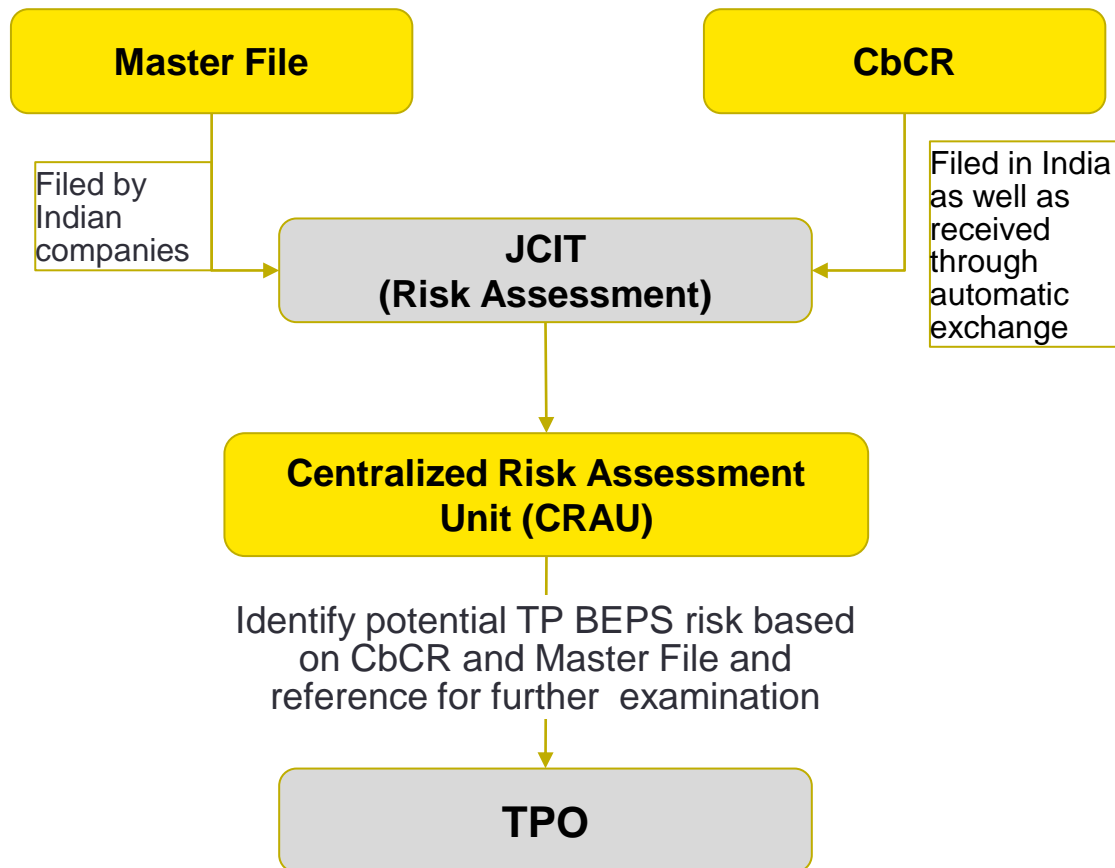 Master File
CbCR
Filed by
Indian
companies
Filed in India
as well as
received
through
automatic
exchange
JCIT
(Risk Assessment)
Centralized Risk Assessment
Unit (CRAU)
Identify potential TP BEPS risk based
on CbCR and Master File and
reference for further  examination
TPO